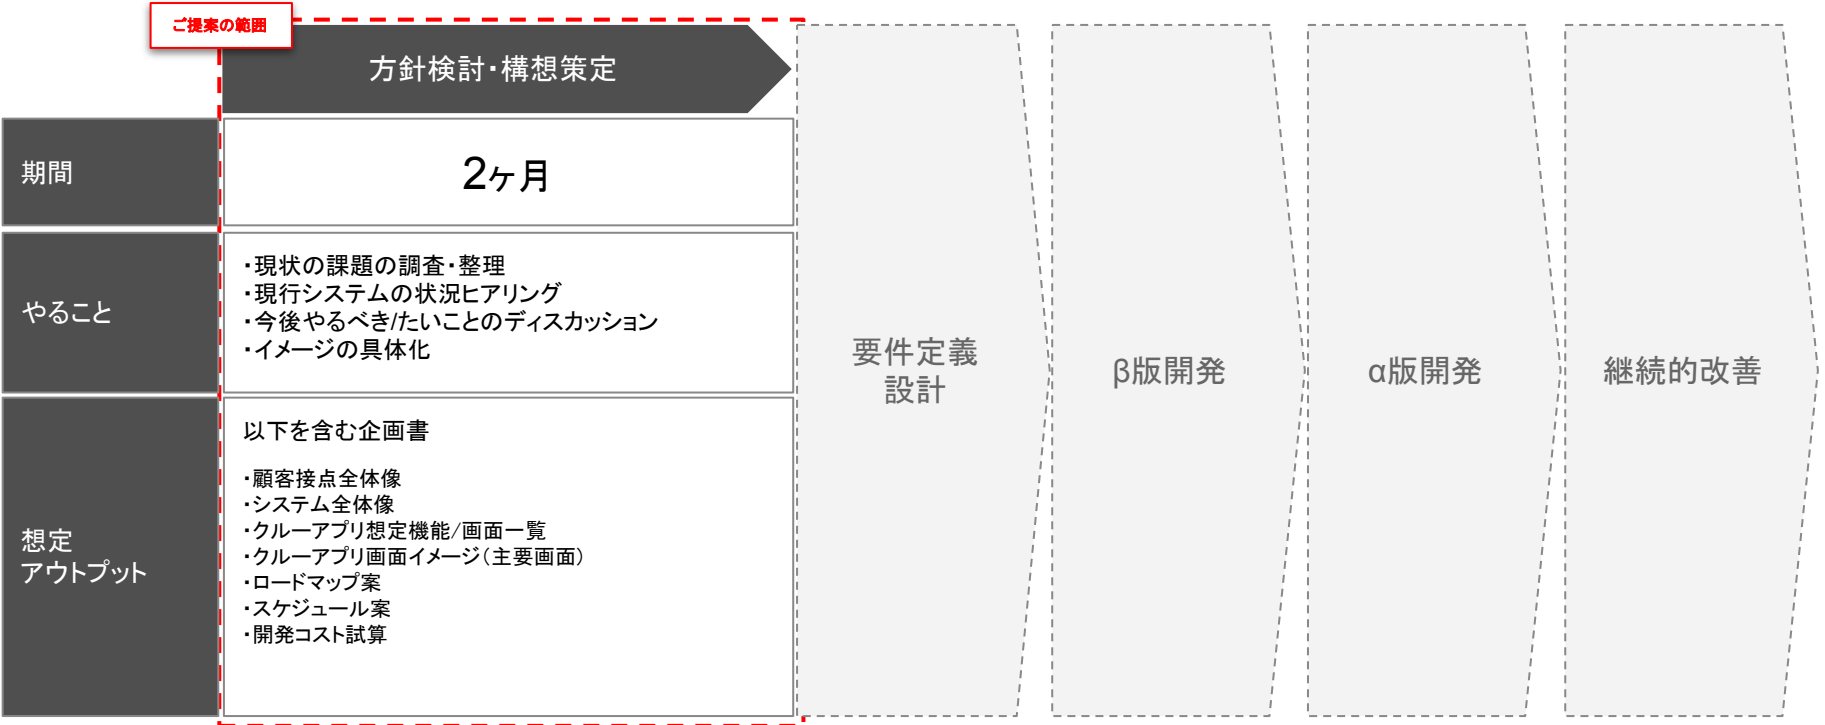 ご提案の範囲
方針検討・構想策定
期間
2ヶ月
やること
・現状の課題の調査・整理
・現行システムの状況ヒアリング
・今後やるべき/たいことのディスカッション
・イメージの具体化
想定
アウトプット
以下を含む企画書
・顧客接点全体像
・システム全体像
・クルーアプリ想定機能/画面一覧
・クルーアプリ画面イメージ（主要画面）
・ロードマップ案
・スケジュール案
・開発コスト試算
要件定義
設計
β版開発
α版開発
継続的改善